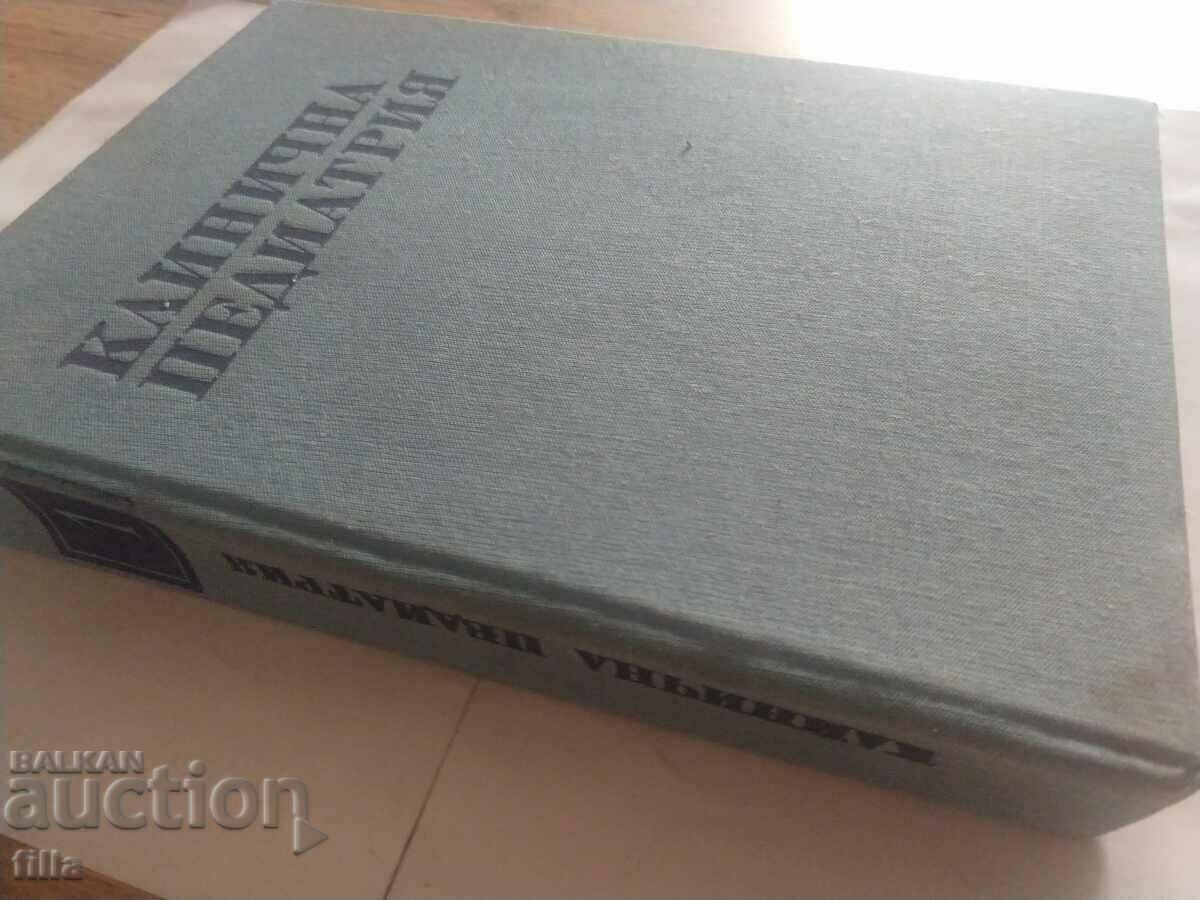 КЛИНИЧНА
ПЕДИАТРИЯ
КЛИНИЧНА ПЕДИАТРИЯ
BALKAN
auction
filla